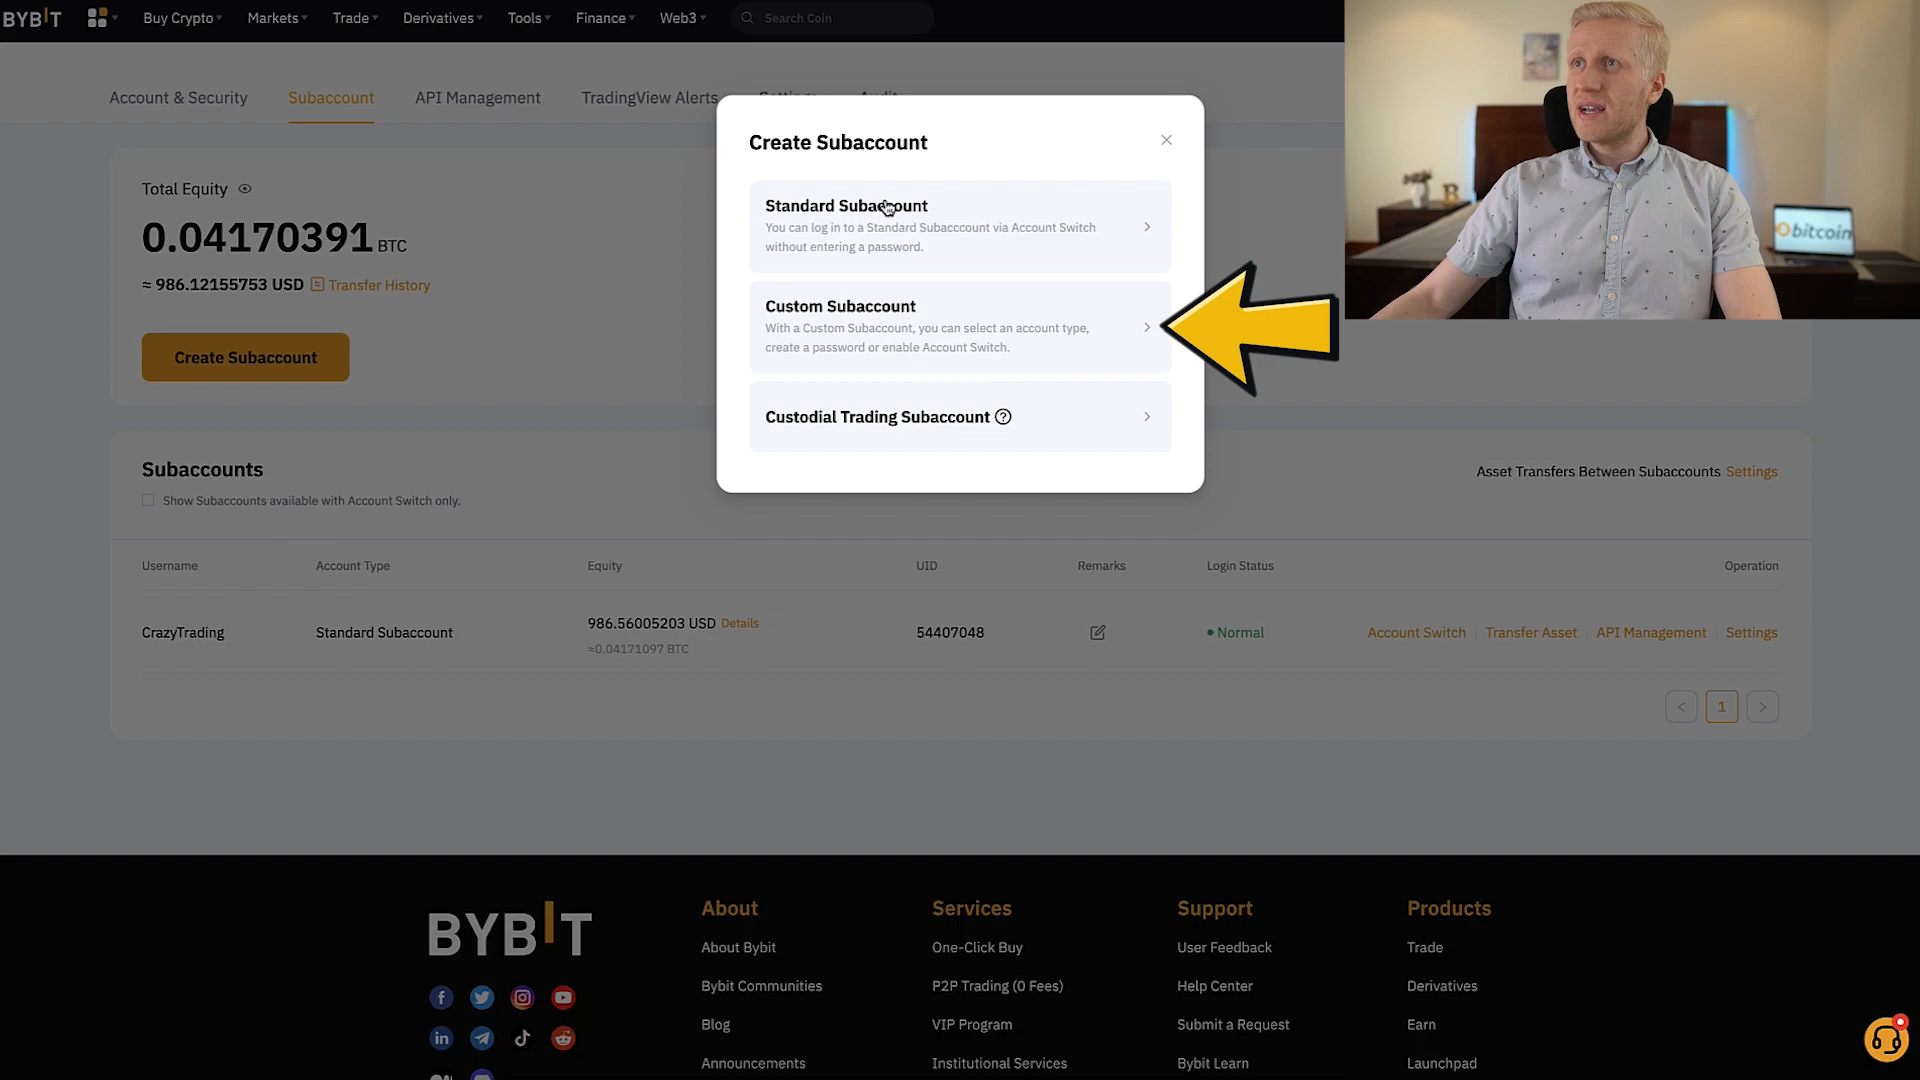 BYBIT
Buy Crypto
Markets
Trade
Derivatives
Tools
Finance
Web3
Search Coin
Account & Security
Subaccount
API Management
TradingView Alerts
Settings
Audit
Total Equity
0.04170391 BTC
≈ 986.12155753 USD
Transfer History
Create Subaccount
Create Subaccount
Standard Subaccount
You can log in to a Standard Subacccount via Account Switch
without entering a password.
Custom Subaccount
With a Custom Subaccount, you can select an account type,
create a password or enable Account Switch.
Custodial Trading Subaccount
bitcoin
Subaccounts
Show Subaccounts available with Account Switch only.
Asset Transfers Between Subaccounts Settings
Username
Account Type
Equity
UID
Remarks
Login Status
Operation
CrazyTrading
Standard Subaccount
986.56005203 USD Details
≈0.04171097 BTC
54407048
Normal
Account Switch
Transfer Asset
API Management
Settings
1
BYBIT
About
About Bybit
Bybit Communities
Blog
Announcements
Services
One-Click Buy
P2P Trading (0 Fees)
VIP Program
Institutional Services
Support
User Feedback
Help Center
Submit a Request
Bybit Learn
Products
Trade
Derivatives
Earn
Launchpad